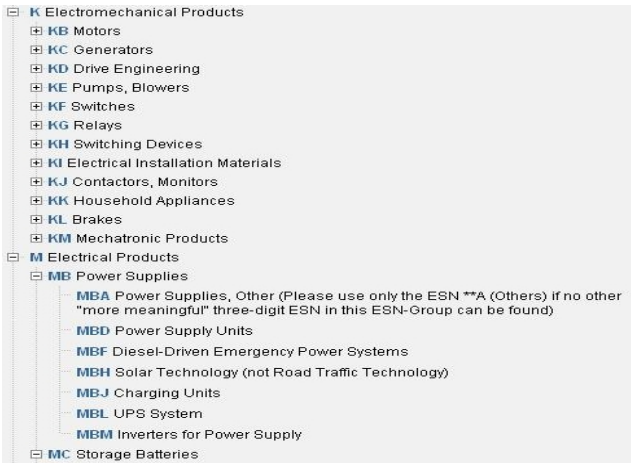 K Electromechanical Products
KB Motors
KC Generators
KD Drive Engineering
KE Pumps, Blowers
KF Switches
KG Relays
KH Switching Devices
KI Electrical Installation Materials
KJ Contactors, Monitors
KK Household Appliances
KL Brakes
KM Mechatronic Products
M Electrical Products
MB Power Supplies
MBA Power Supplies, Other (Please use only the ESN **A (Others) if no other
"more meaningful" three-digit ESN in this ESN-Group can be found)
MBD Power Supply Units
MBF Diesel-Driven Emergency Power Systems
MBH Solar Technology (not Road Traffic Technology)
MBJ Charging Units
MBL UPS System
MBM Inverters for Power Supply
MC Storage Batteries